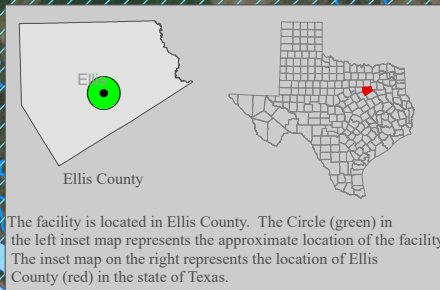 Ellis
Ellis County
The facility is located in Ellis County. The Circle (green) in
the left inset map represents the approximate location of the facility
The inset map on the right represents the location of Ellis
County (red) in the state of Texas.